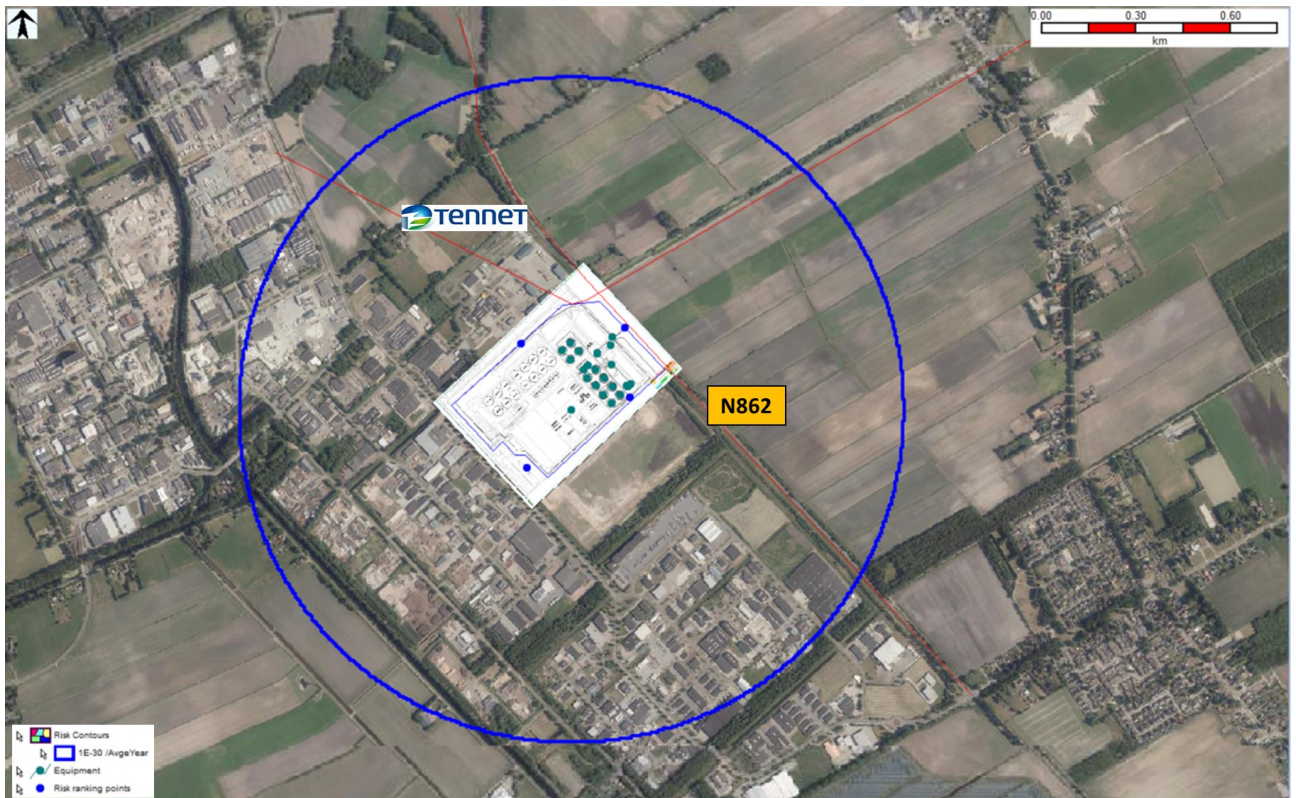 0.00 0.30 0.60
km
TENNET
N862
Risk Contours
1E-30 /AvgeYear
Equipment
Risk ranking points